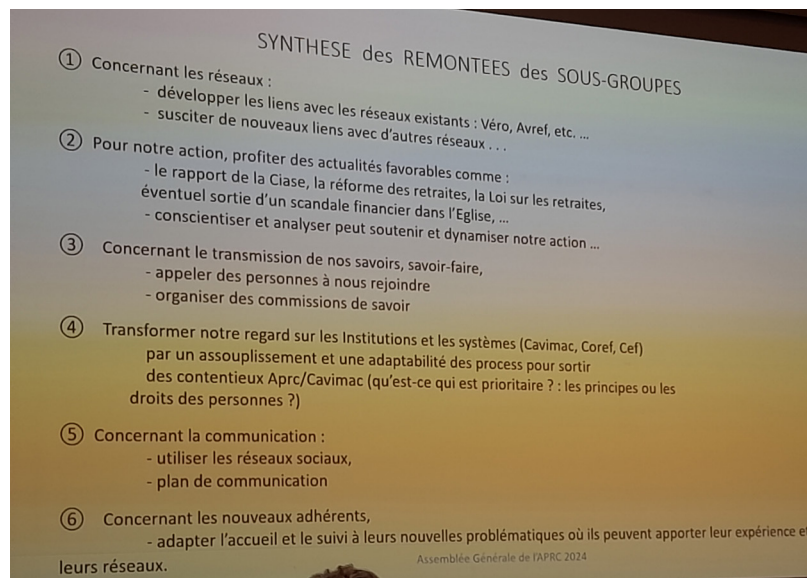 SYNTHESE des REMONTEES des SOUS-GROUPES
① Concernant les réseaux :
- développer les liens avec les réseaux existants : Véro, Avref, etc. ...
- susciter de nouveaux liens avec d'autres réseaux . . .
② Pour notre action, profiter des actualités favorables comme :
- le rapport de la Ciase, la réforme des retraites, la Loi sur les retraites,
éventuel sortie d'un scandale financier dans l'Eglise, ...
- conscientiser et analyser peut soutenir et dynamiser notre action ...
③ Concernant le transmission de nos savoirs, savoir-faire,
- appeler des personnes à nous rejoindre
- organiser des commissions de savoir
④ Transformer notre regard sur les Institutions et les systèmes (Cavimac, Coref, Cef)
par un assouplissement et une adaptabilité des process pour sortir
des contentieux Aprc/Cavimac (qu'est-ce qui est prioritaire ? : les principes ou les
droits des personnes ?)
⑤ Concernant la communication :
- utiliser les réseaux sociaux,
- plan de communication
⑥ Concernant les nouveaux adhérents,
- adapter l'accueil et le suivi à leurs nouvelles problématiques où ils peuvent apporter leur expérience et
leurs réseaux.
Assemblée Générale de l'APRC 2024